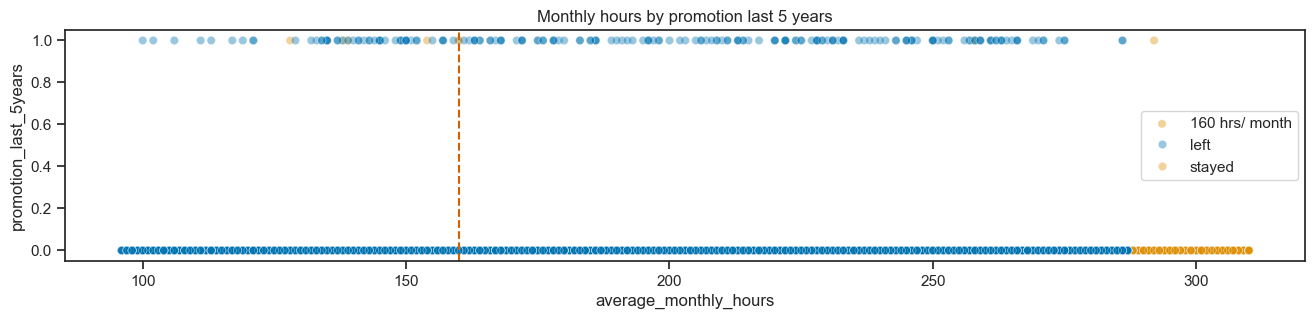 Monthly hours by promotion last 5 years
promotion_last_5years
1.0
0.8
0.6
0.4
0.2
0.0
160 hrs/ month
left
stayed
100
150
200
250
300
average_monthly_hours